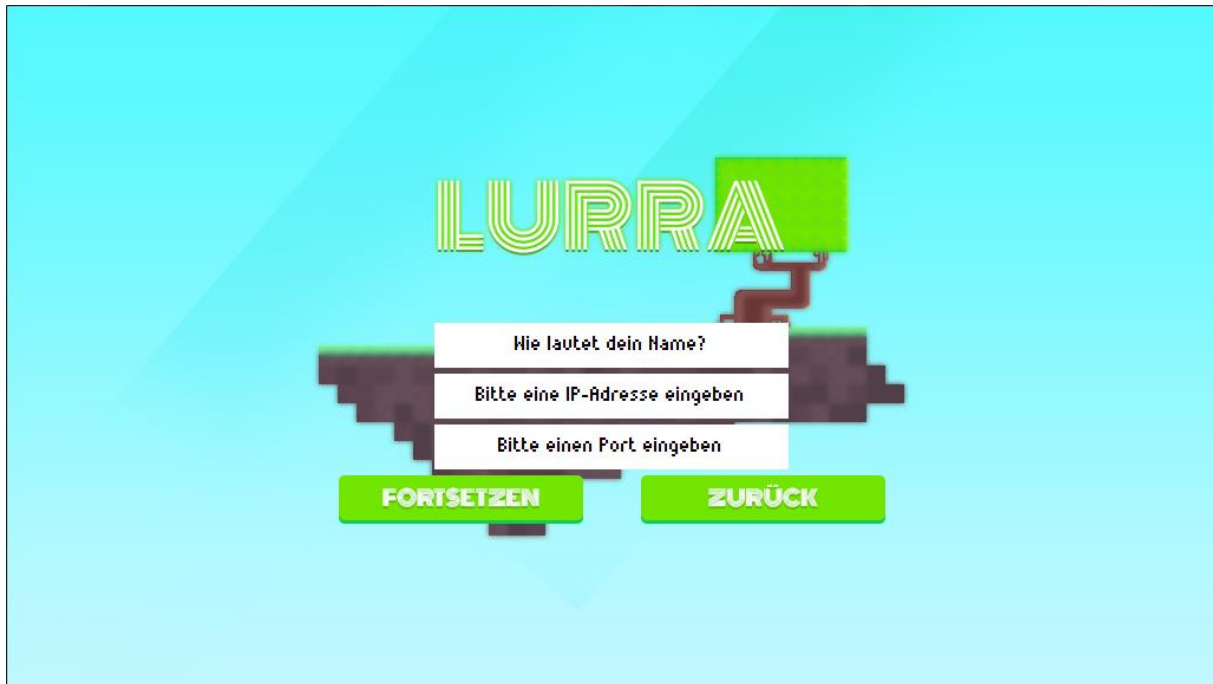 LURRA
Wie lautet dein Name?
Bitte eine IP-Adresse eingeben
Bitte einen Port eingeben
FORTSETZEN
ZURÜCK